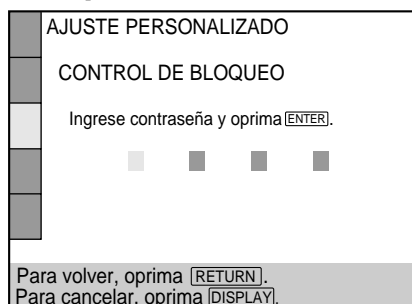 AJUSTE PERSONALIZADO
CONTROL DE BLOQUEO
Ingrese contraseña y oprima ENTER.
Para volver, oprima RETURN.
Para cancelar, oprima DISPLAY.